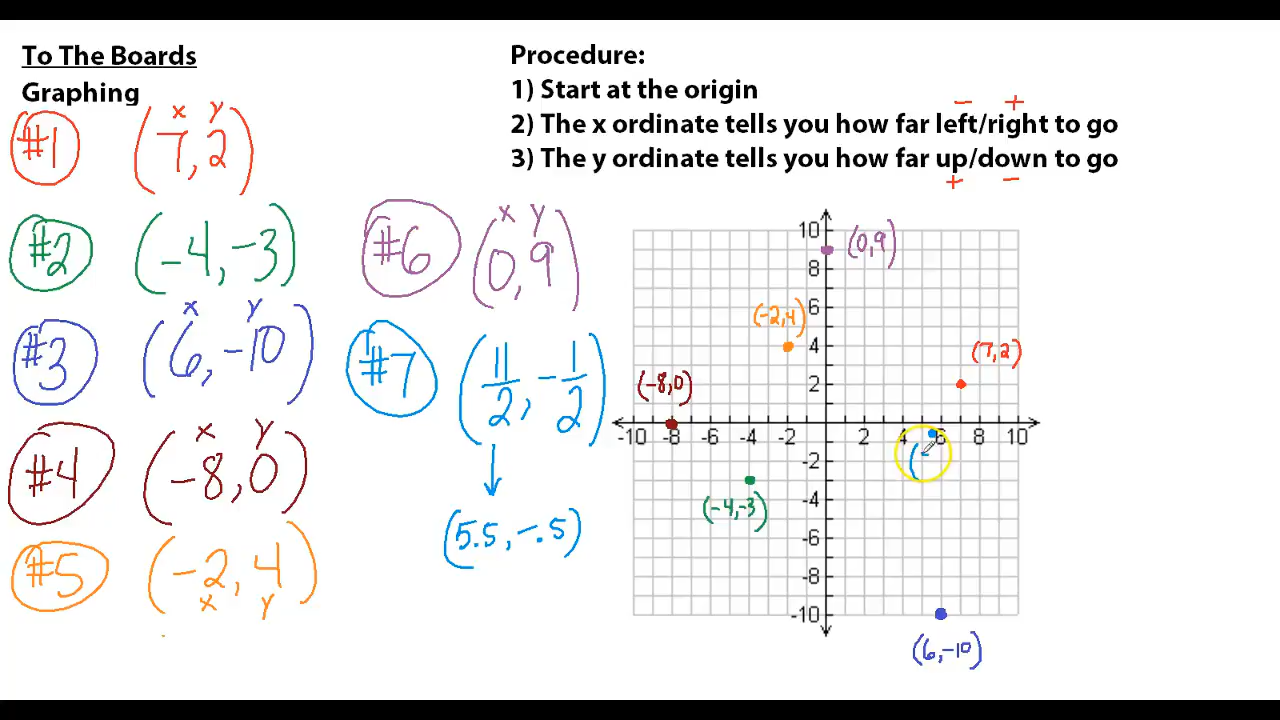 To The Boards
Graphing
#1
x y
(7, 2)
#2
(-4, -3)
#3
x y
(6, -10)
#4
x y
(-8, 0)
#5
(-2, 4)
x y
#6
x y
(0, 9)
#7
(11/2, -1/2)
(5.5, -.5)
Procedure:
1) Start at the origin
- +
2) The x ordinate tells you how far left/right to go
3) The y ordinate tells you how far up/down to go
+ -
10
8
6
4
2
-10 -8 -6 -4 -2 2 4 6 8 10
-2
-4
-6
-8
-10
(0,9)
(-2,4)
(7,2)
(-8,0)
(
(-4,-3)
(6,-10)